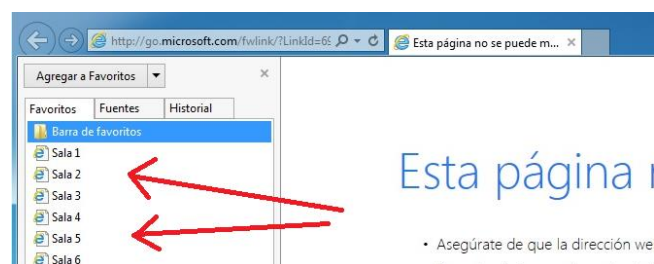 http://go.microsoft.com/fwlink/?LinkId=69
Esta página no se puede m...
Agregar a Favoritos
Favoritos Fuentes Historial
Barra de favoritos
Sala 1
Sala 2
Sala 3
Sala 4
Sala 5
Sala 6
Esta página
• Asegúrate de que la dirección we